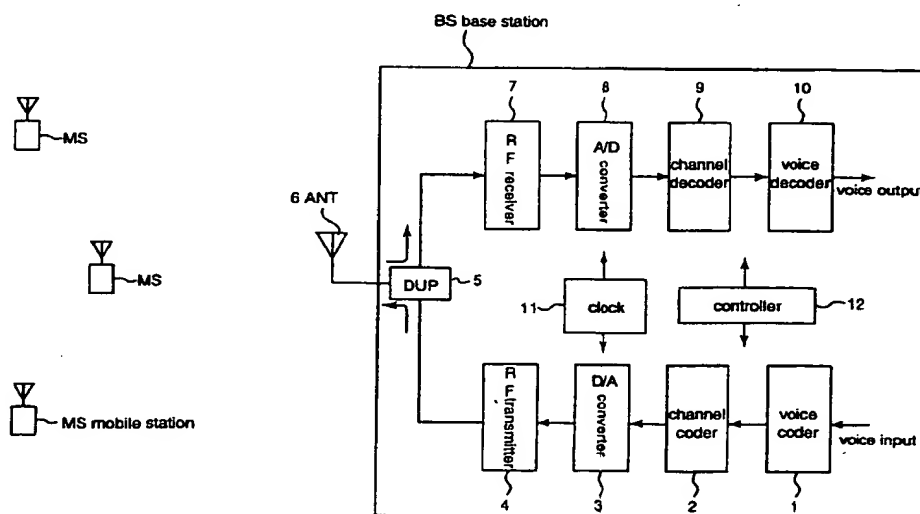 BS base station
7
8
9
10
MS
RF receiver
A/D converter
channel decoder
voice decoder
voice output
6 ANT
MS
DUP
5
11
clock
controller
12
MS mobile station
RF transmitter
D/A converter
channel coder
voice coder
voice input
4
3
2
1